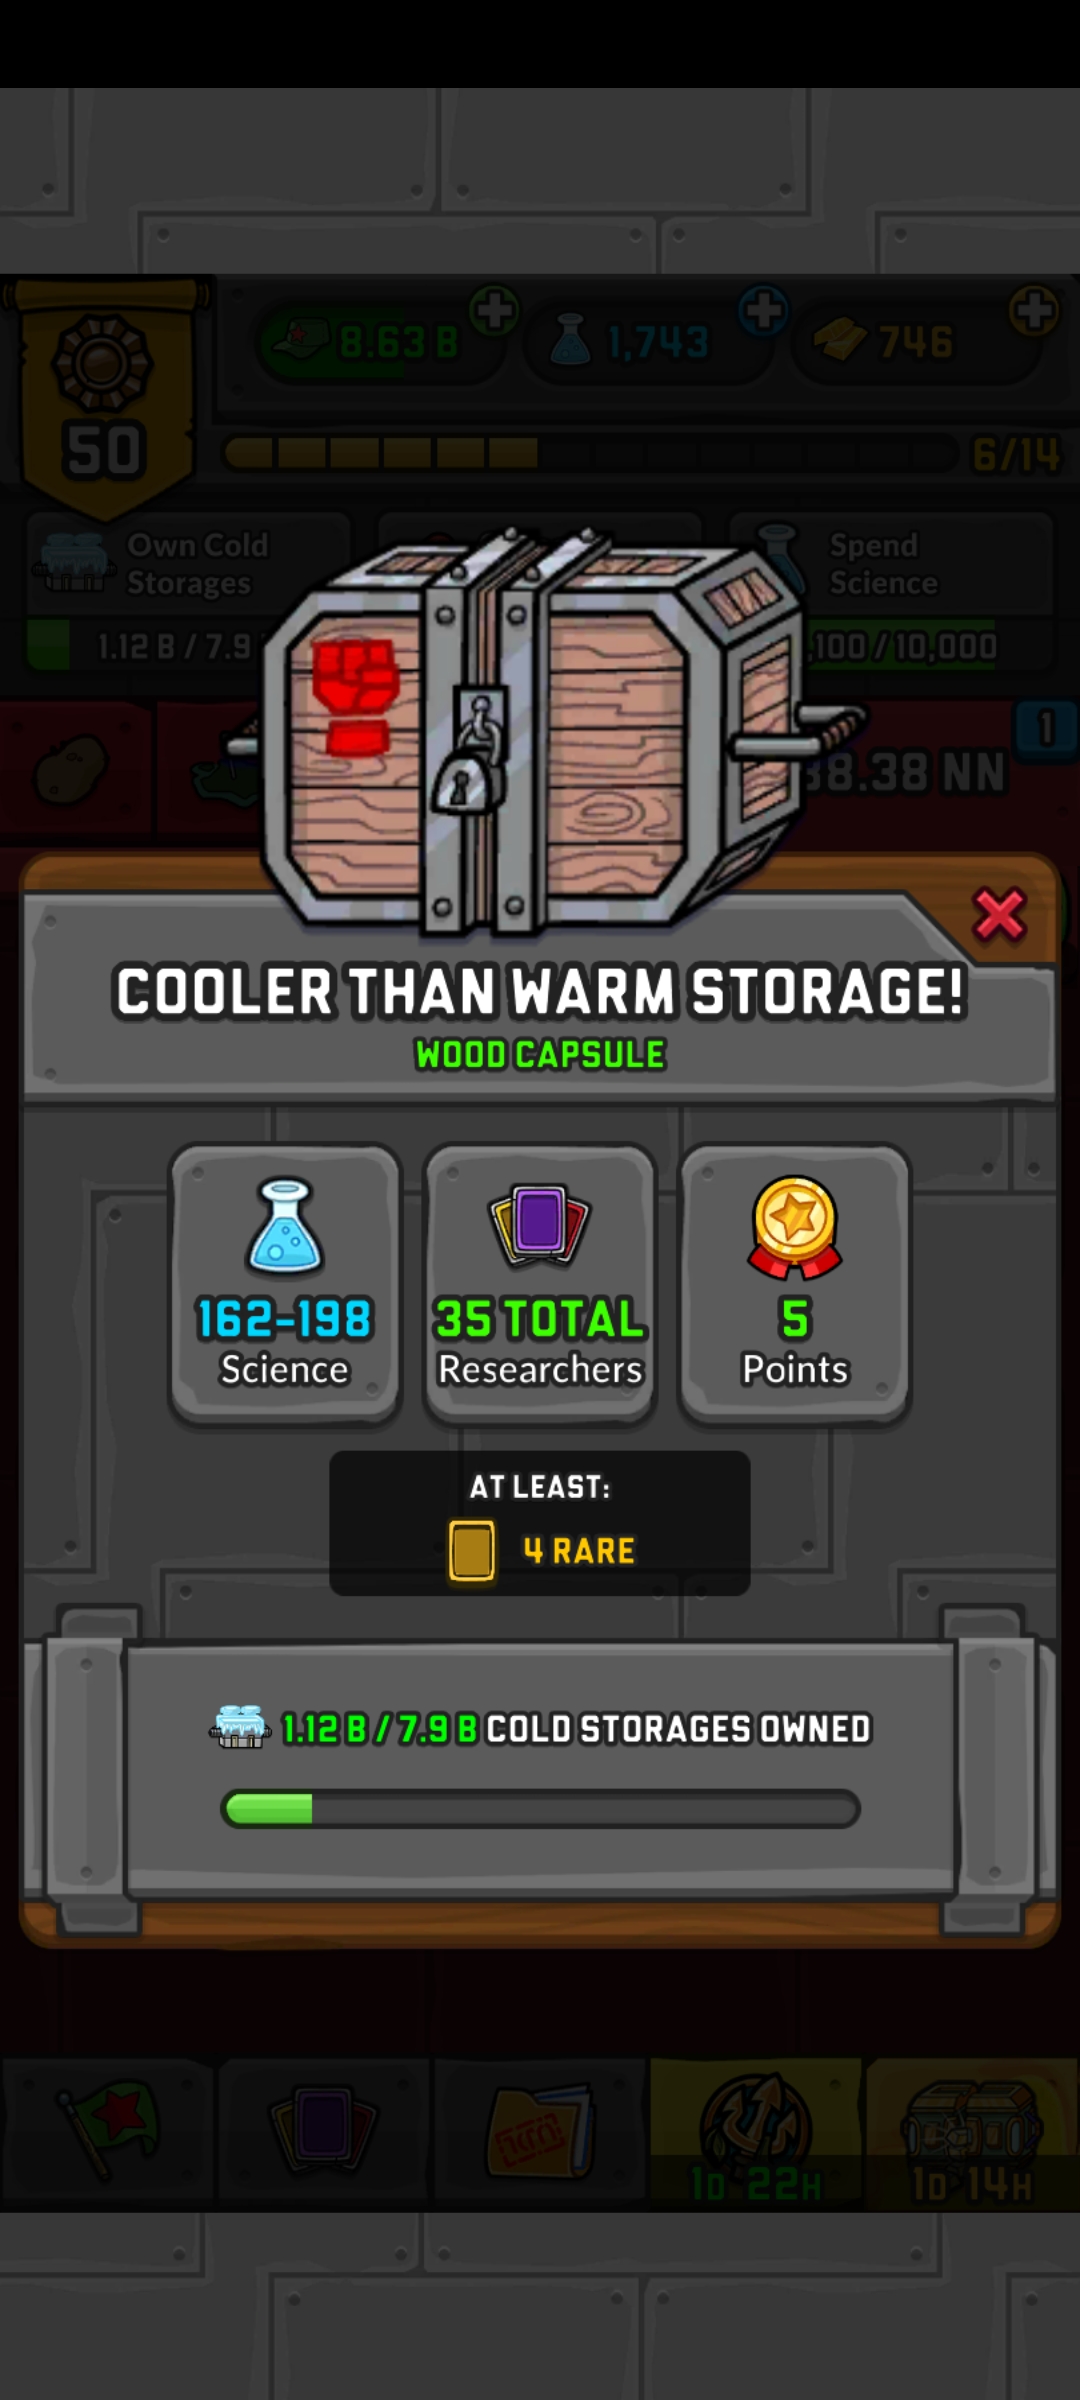 8.63 B
1,743
746
50
6/14
Own Cold
Storages
Spend
Science
1.12 B / 7.9
,100/10,000
1
38.38 NN
COOLER THAN WARM STORAGE!
WOOD CAPSULE
162-198
Science
35 TOTAL
Researchers
5
Points
AT LEAST:
4 RARE
1.12 B / 7.9 B COLD STORAGES OWNED
1D 22H
1D 14H